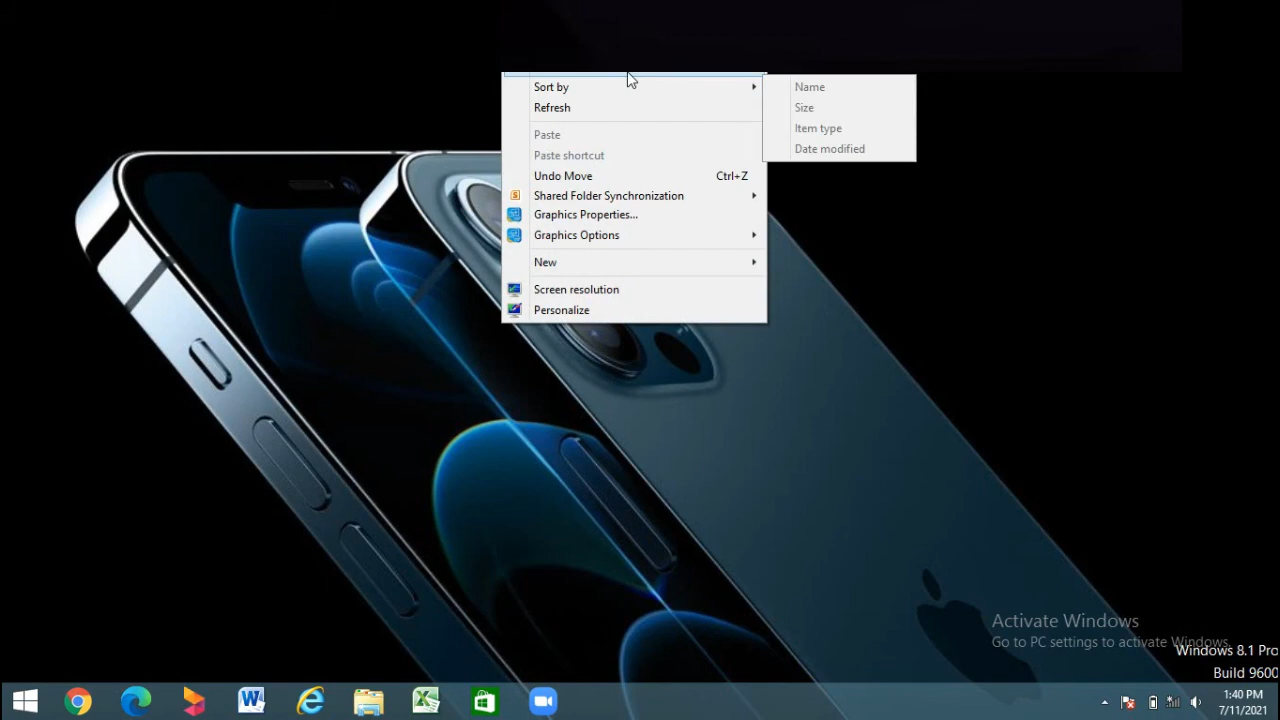 Sort by
Refresh
Paste
Paste shortcut
Undo Move Ctrl+Z
Shared Folder Synchronization
Graphics Properties...
Graphics Options
New
Screen resolution
Personalize
Name
Size
Item type
Date modified
Activate Windows
Go to PC settings to activate Windows.
Windows 8.1 Pro
Build 9600
1:40 PM
7/11/2021